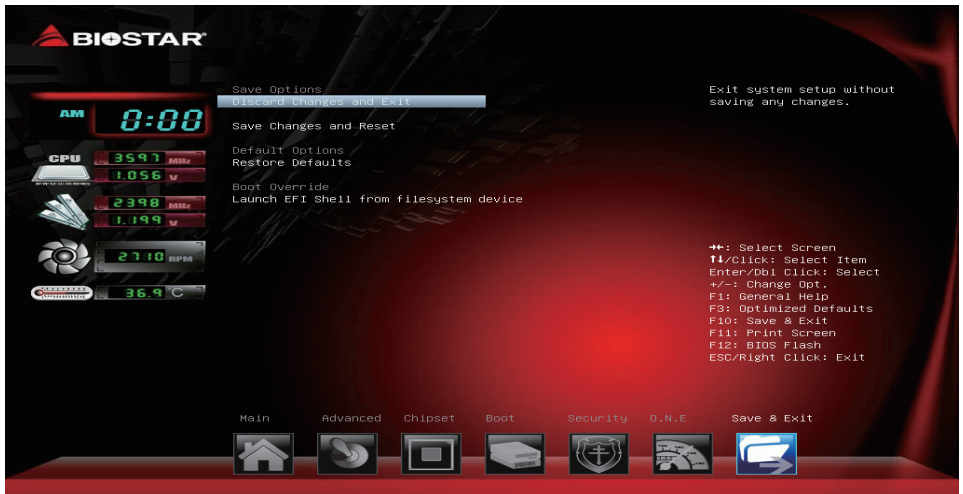 BIOSTAR
Save Options
Discard Changes and Exit
Save Changes and Reset
Default Options
Restore Defaults
Boot Override
Launch EFI Shell from filesystem device
Exit system setup without
saving any changes.
AM 0:00
CPU 3597 MHz
1.056 V
2398 MHz
1.199 V
2710 RPM
36.9 C
→←: Select Screen
↑↓/Click: Select Item
Enter/Dbl Click: Select
+/-: Change Opt.
F1: General Help
F3: Optimized Defaults
F10: Save & Exit
F11: Print Screen
F12: BIOS Flash
ESC/Right Click: Exit
Main Advanced Chipset Boot Security O.N.E Save & Exit